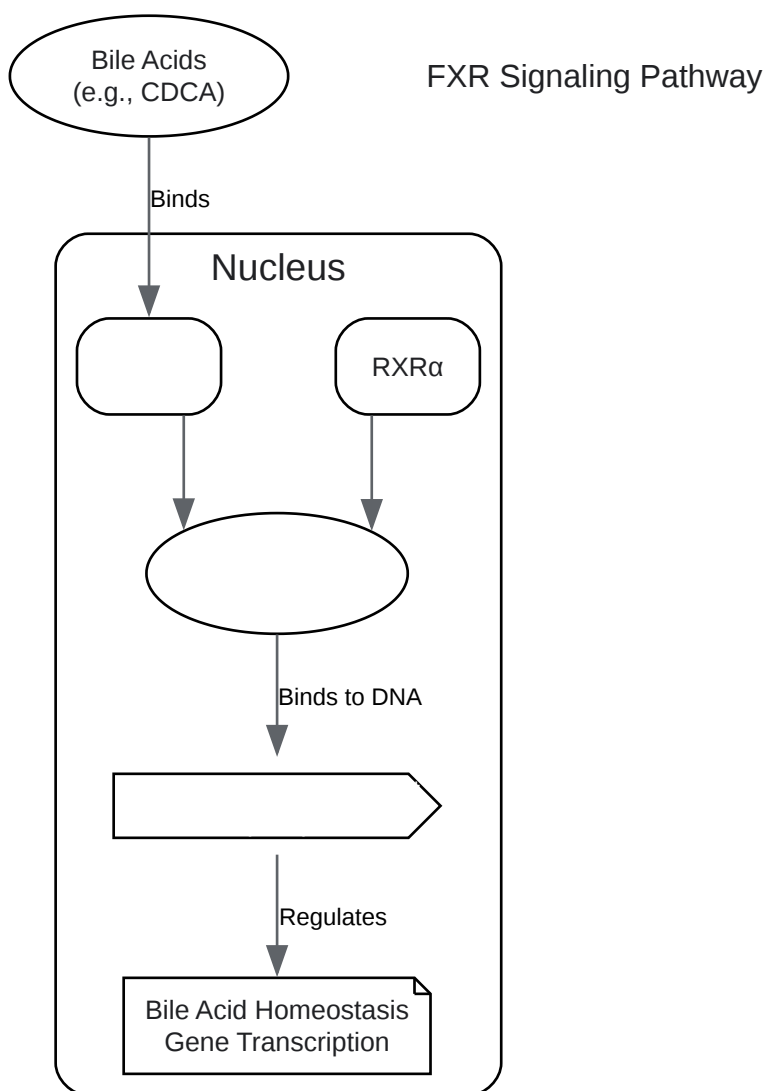 Bile Acids
(e.g., CDCA)
FXR Signaling Pathway
Binds
Nucleus
RXRα
Binds to DNA
Regulates
Bile Acid Homeostasis
Gene Transcription